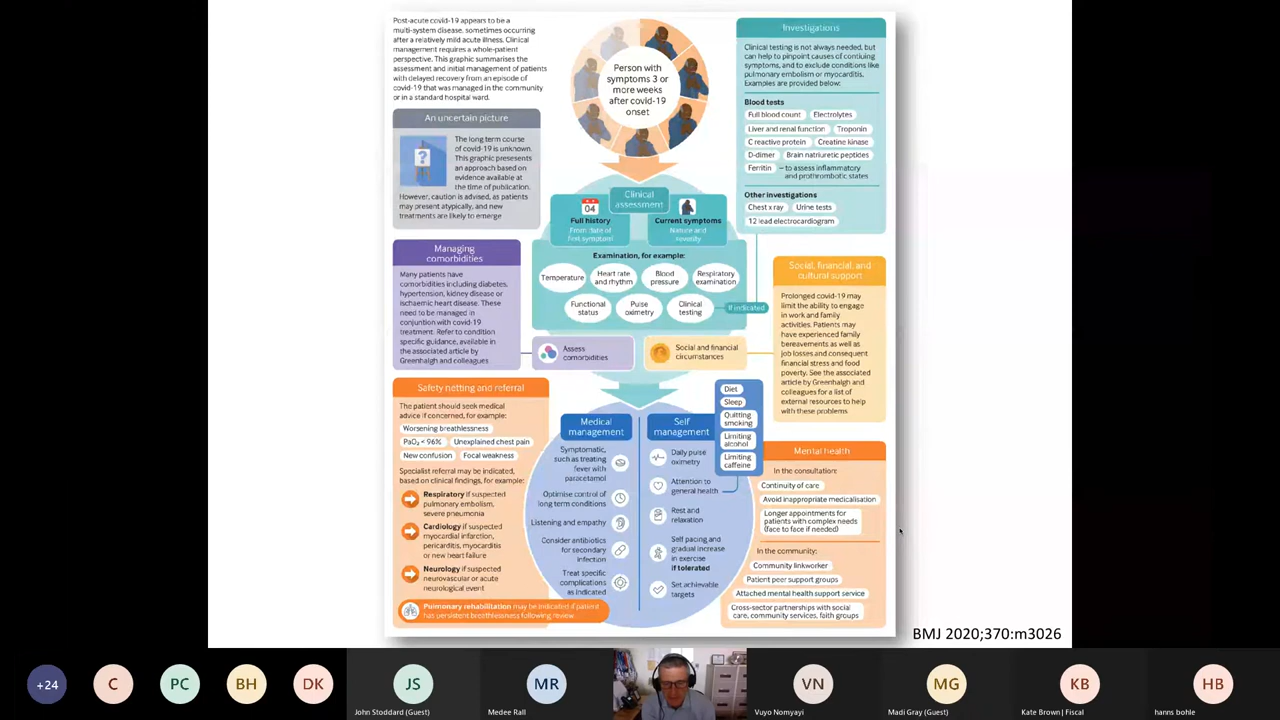 Post-acute covid-19 appears to be a
multi-system disease, sometimes occurring
after a relatively mild acute illness. Clinical
management requires a whole-patient
perspective. This graphic summarises the
assessment and initial management of patients
with delayed recovery from an episode of
covid-19 that was managed in the community
or in a standard hospital ward.
Person with
symptoms 3 or
more weeks
after covid-19
onset
An uncertain picture
?
The long term course
of covid-19 is unknown.
This graphic presesents
an approach based on
evidence available at
the time of publication.
However, caution is advised, as patients
may present atypically, and new
treatments are likely to emerge
Investigations
Clinical testing is not always needed, but
can help to pinpoint causes of contiuing
symptoms, and to exclude conditions like
pulmonary embolism or myocarditis.
Examples are provided below:
Blood tests
Full blood count Electrolytes
Liver and renal function Troponin
C reactive protein Creatine kinase
D-dimer Brain natriuretic peptides
Ferritin – to assess inflammatory
and prothrombotic states
Other investigations
Chest x ray Urine tests
12 lead electrocardiogram
Clinical
assessment
04
Full history
From date of
first symptom
Current symptoms
Nature and
severity
Examination, for example:
Temperature
Heart rate
and rhythm
Blood
pressure
Respiratory
examination
Functional
status
Pulse
oximetry
Clinical
testing
If indicated
Assess
comorbidities
Social and financial
circumstances
Managing
comorbidities
Many patients have
comorbidities including diabetes,
hypertension, kidney disease or
ischaemic heart disease. These
need to be managed in
conjuntion with covid-19
treatment. Refer to condition
specific guidance, available in
the associated article by
Greenhalgh and colleagues
Social, financial, and
cultural support
Prolonged covid-19 may
limit the ability to engage
in work and family
activities. Patients may
have experienced family
bereavements as well as
job losses and consequent
financial stress and food
poverty. See the associated
article by Greenhalgh and
colleagues for a list of
external resources to help
with these problems
Safety netting and referral
The patient should seek medical
advice if concerned, for example:
Worsening breathlessness
PaO₂ < 96% Unexplained chest pain
New confusion Focal weakness
Specialist referral may be indicated,
based on clinical findings, for example:
Respiratory if suspected
pulmonary embolism,
severe pneumonia
Cardiology if suspected
myocardial infarction,
pericarditis, myocarditis
or new heart failure
Neurology if suspected
neurovascular or acute
neurological event
Pulmonary rehabilitation may be indicated if patient
has persistent breathlessness following review
Medical
management
Symptomatic,
such as treating
fever with
paracetamol
Optimise control of
long term conditions
Listening and empathy
Consider antibiotics
for secondary
infection
Treat specific
complications
as indicated
Self
management
Daily pulse
oximetry
Attention to
general health
Rest and
relaxation
Self pacing and
gradual increase
in exercise
if tolerated
Set achievable
targets
Diet
Sleep
Quitting
smoking
Limiting
alcohol
Limiting
caffeine
Mental health
In the consultation:
Continuity of care
Avoid inappropriate medicalisation
Longer appointments for
patients with complex needs
(face to face if needed)
In the community:
Community linkworker
Patient peer support groups
Attached mental health support service
Cross-sector partnerships with social
care, community services, faith groups
BMJ 2020;370:m3026
+24
C
PC
BH
DK
JS
John Stoddard (Guest)
MR
Medee Rall
VN
Vuyo Nomyayi
MG
Madi Gray (Guest)
KB
Kate Brown | Fiscal
HB
hanns bohle